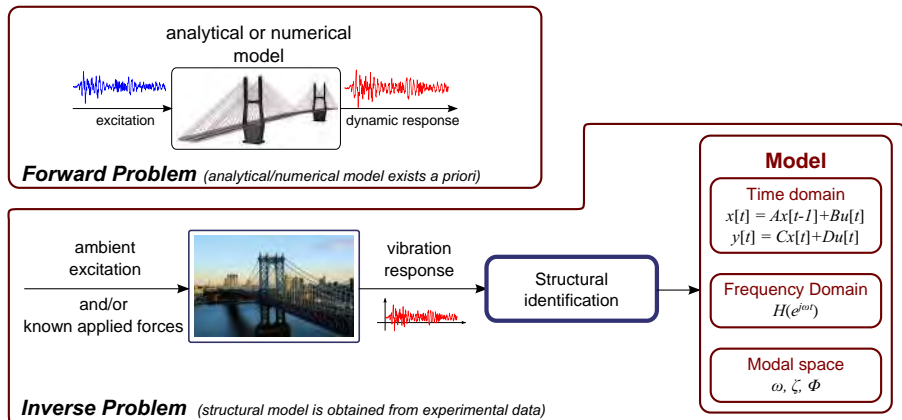 analytical or numerical
model
excitation
dynamic response
Forward Problem (analytical/numerical model exists a priori)
ambient
excitation
and/or
known applied forces
vibration
response
Structural
identification
Model
Time domain
x[t] = Ax[t-1]+Bu[t]
y[t] = Cx[t]+Du[t]
Frequency Domain
H(e^{jωt})
Modal space
ω, ζ, Φ
Inverse Problem (structural model is obtained from experimental data)